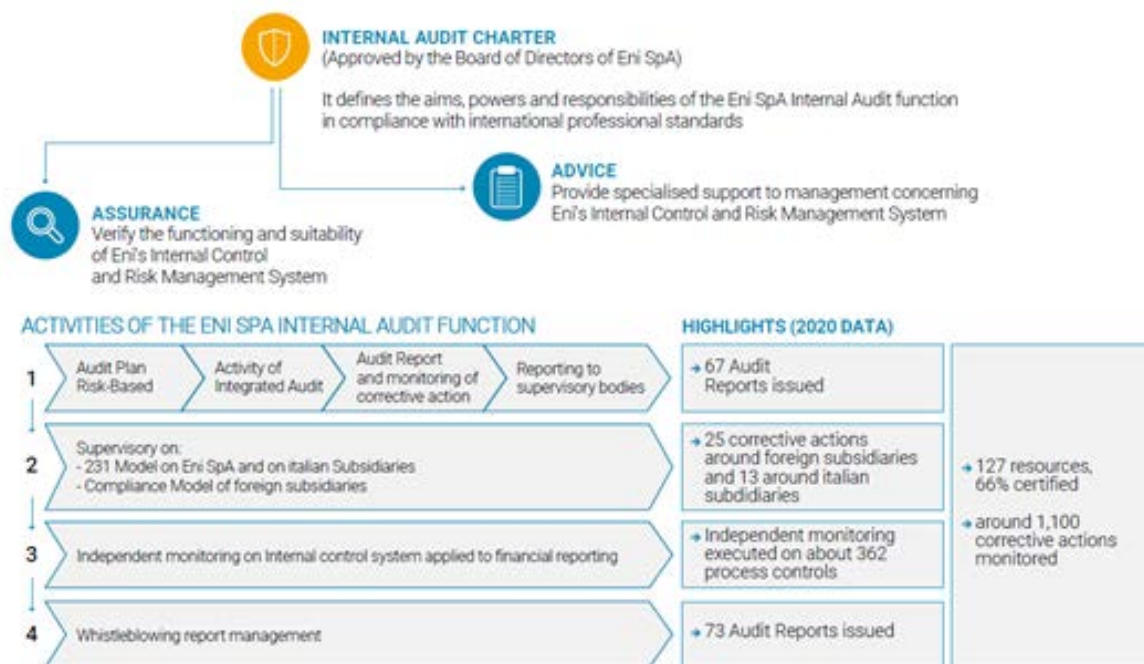 INTERNAL AUDIT CHARTER
(Approved by the Board of Directors of Eni SpA)
It defines the aims, powers and responsibilities of the Eni SpA Internal Audit function
in compliance with international professional standards
ADVICE
Provide specialised support to management concerning
Eni's Internal Control and Risk Management System
ASSURANCE
Verify the functioning and suitability
of Eni's Internal Control
and Risk Management System
ACTIVITIES OF THE ENI SPA INTERNAL AUDIT FUNCTION
HIGHLIGHTS (2020 DATA)
1
Audit Plan
Risk-Based
Activity of
Integrated Audit
Audit Report
and monitoring of
corrective action
Reporting to
supervisory bodies
→ 67 Audit
Reports issued
2
Supervisory on:
- 231 Model on Eni SpA and on italian Subsidiaries
- Compliance Model of foreign subsidiaries
→ 25 corrective actions
around foreign subsidiaries
and 13 around italian
subdidiaries
3
Independent monitoring on Internal control system applied to financial reporting
→ Independent monitoring
executed on about 362
process controls
4
Whistleblowing report management
→ 73 Audit Reports issued
→ 127 resources,
66% certified
→ around 1,100
corrective actions
monitored